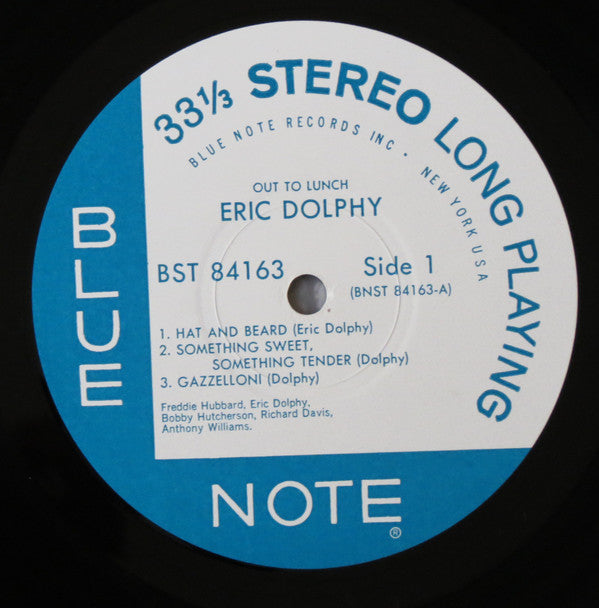 33⅓ STEREO LONG PLAYING
BLUE NOTE RECORDS INC • NEW YORK USA
OUT TO LUNCH
ERIC DOLPHY
BST 84163
Side 1
(BNST 84163-A)
1. HAT AND BEARD (Eric Dolphy)
2. SOMETHING SWEET,
SOMETHING TENDER (Dolphy)
3. GAZZELLONI (Dolphy)
Freddie Hubbard, Eric Dolphy,
Bobby Hutcherson, Richard Davis,
Anthony Williams.
BLUE
NOTE®